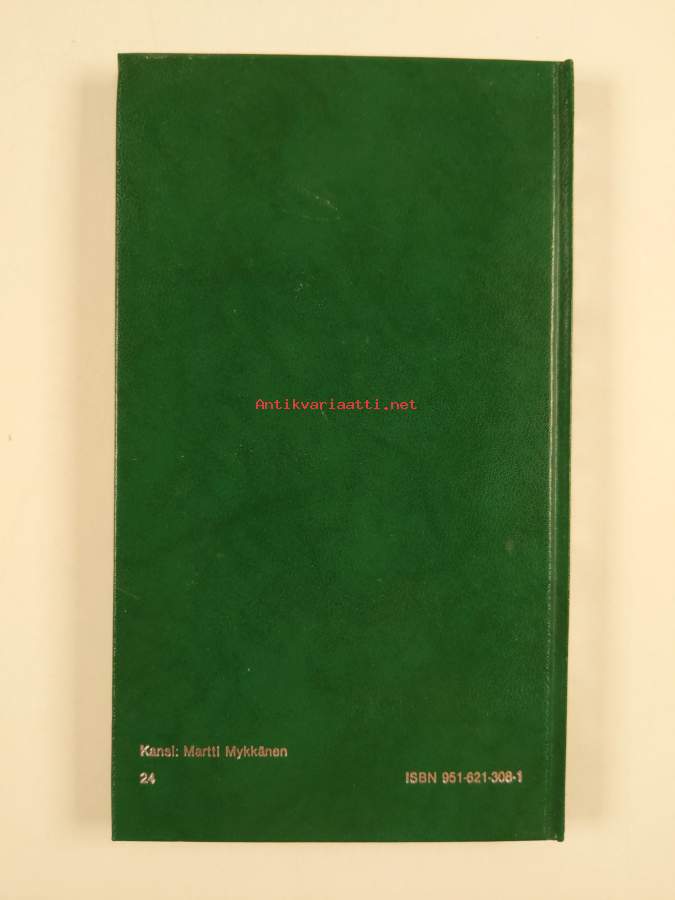 Antikvariaatti.net
Kansi: Martti Mykkänen
24
ISBN 951-621-308-1